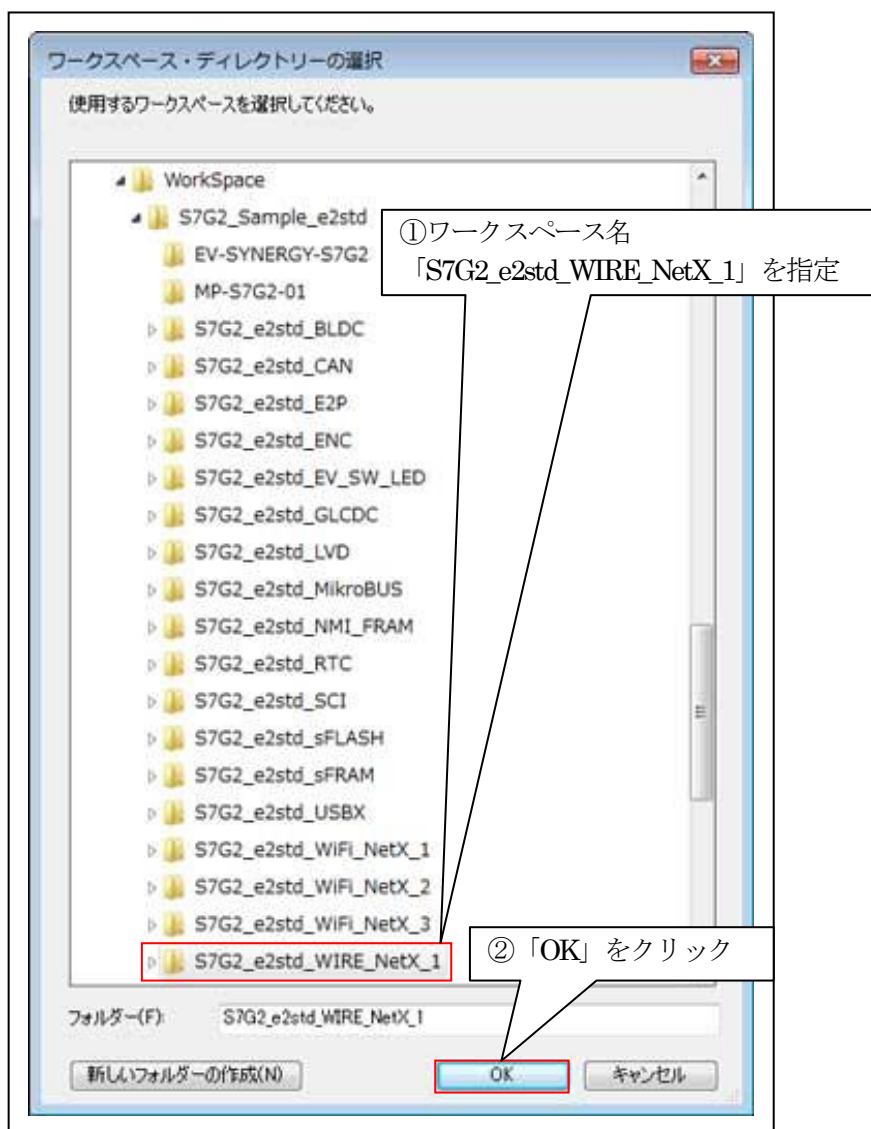 ワークスペース・ディレクトリーの選択
使用するワークスペースを選択してください。
WorkSpace
S7G2_Sample_e2std
①ワークスペース名
「S7G2_e2std_WIRE_NetX_1」を指定
EV-SYNERGY-S7G2
MP-S7G2-01
S7G2_e2std_BLDC
S7G2_e2std_CAN
S7G2_e2std_E2P
S7G2_e2std_ENC
S7G2_e2std_EV_SW_LED
S7G2_e2std_GLCDC
S7G2_e2std_LVD
S7G2_e2std_MikroBUS
S7G2_e2std_NMI_FRAM
S7G2_e2std_RTC
S7G2_e2std_SCI
S7G2_e2std_sFLASH
S7G2_e2std_sFRAM
S7G2_e2std_USBX
S7G2_e2std_WiFi_NetX_1
S7G2_e2std_WiFi_NetX_2
S7G2_e2std_WiFi_NetX_3
S7G2_e2std_WIRE_NetX_1
②「OK」をクリック
フォルダー(F): S7G2_e2std_WIRE_NetX_1
新しいフォルダーの作成(N) OK キャンセル